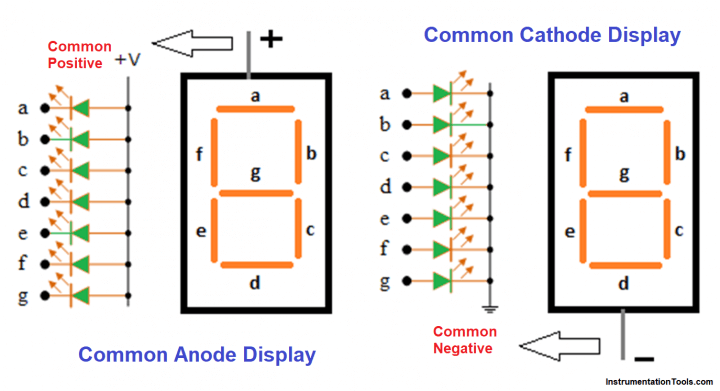 Common
Positive
+V
+
a
b
c
d
e
f
g
a
f
b
g
e
c
d
Common Anode Display
Common Cathode Display
a
b
c
d
e
f
g
a
f
b
g
e
c
d
Common
Negative
–
InstrumentationTools.com